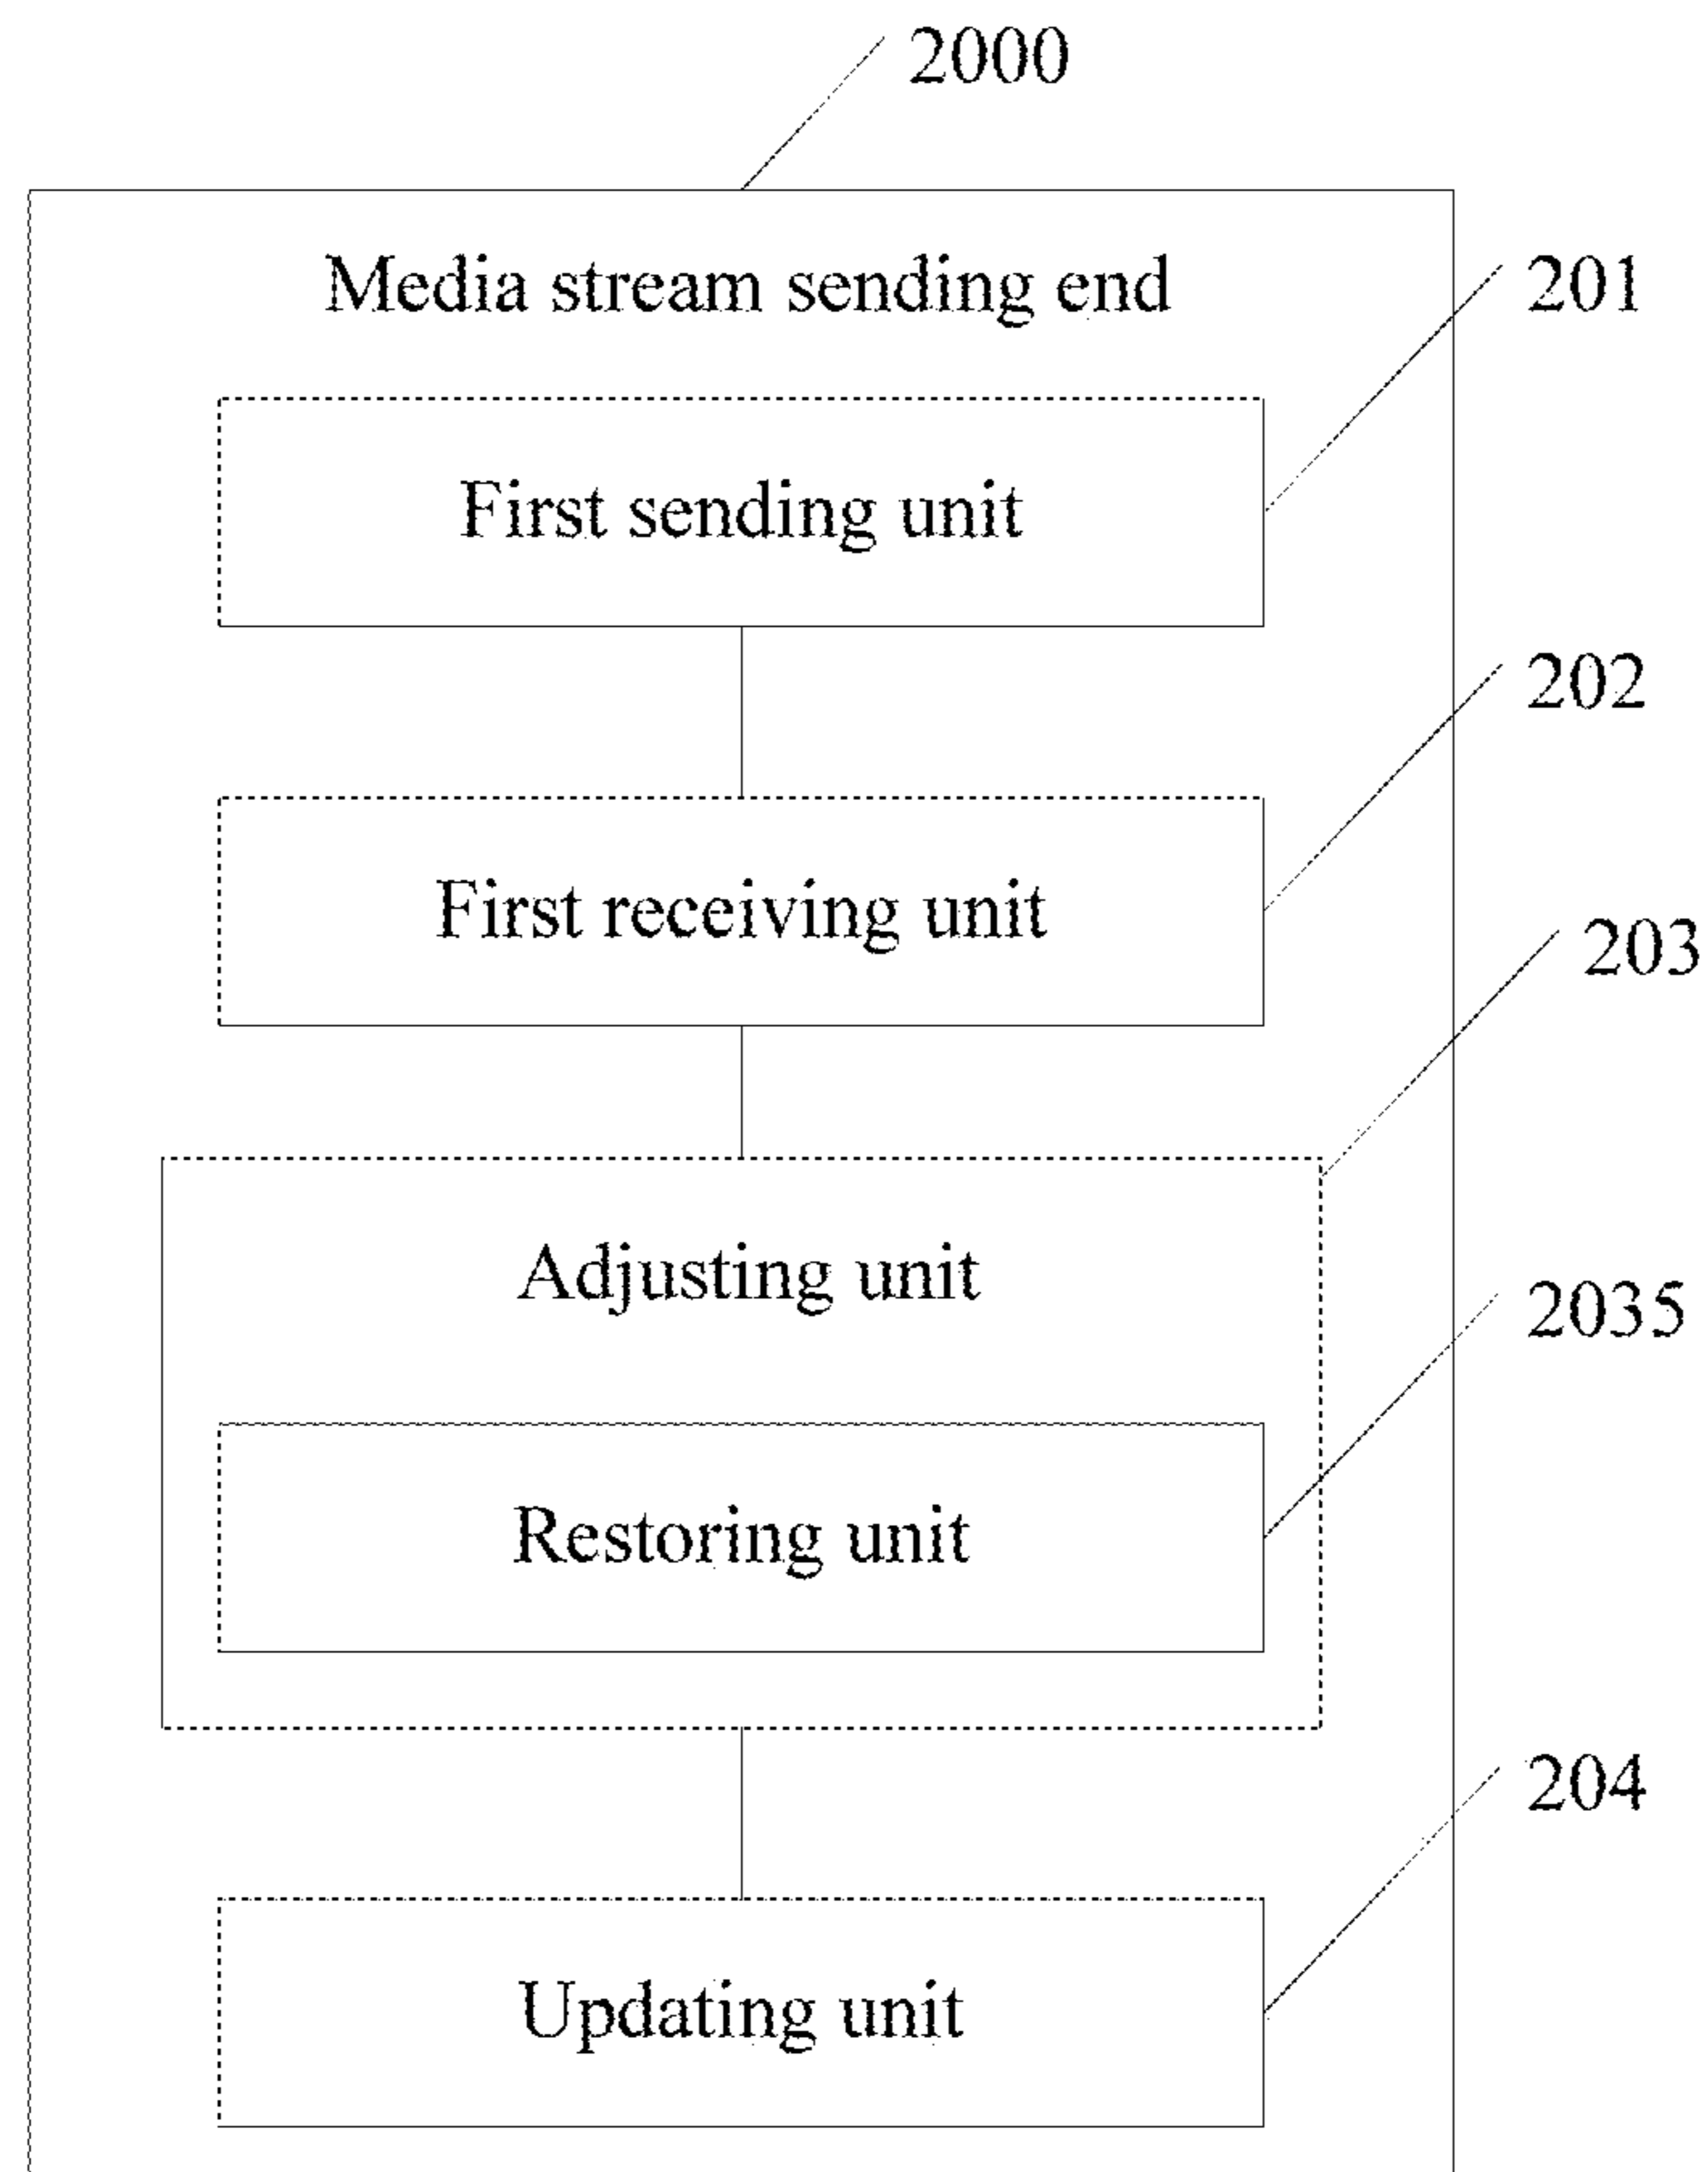 2000
Media stream sending end
201
First sending unit
202
First receiving unit
203
Adjusting unit
2035
Restoring unit
204
Updating unit